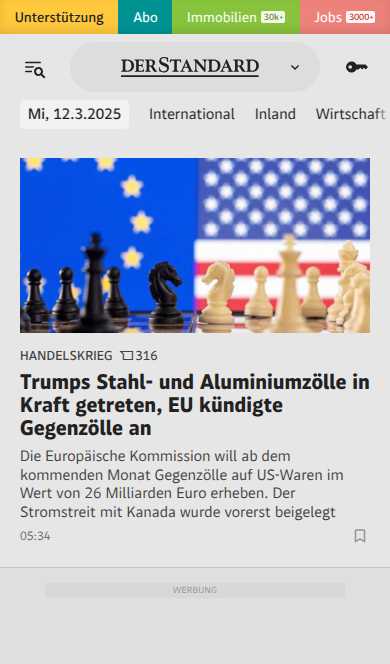 Unterstützung Abo Immobilien 30k+ Jobs 3000+
DERSTANDARD
Mi, 12.3.2025 International Inland Wirtschaft
HANDELSKRIEG 316
Trumps Stahl- und Aluminiumzölle in
Kraft getreten, EU kündigte
Gegenzölle an
Die Europäische Kommission will ab dem
kommenden Monat Gegenzölle auf US-Waren im
Wert von 26 Milliarden Euro erheben. Der
Stromstreit mit Kanada wurde vorerst beigelegt
05:34
WERBUNG